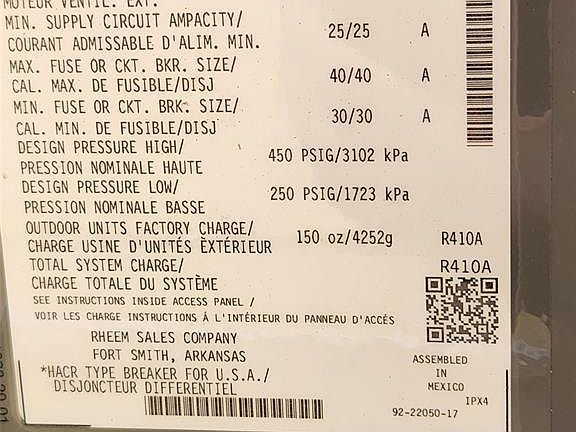 MOTEUR VENTIL. EXT.
MIN. SUPPLY CIRCUIT AMPACITY/
COURANT ADMISSABLE D'ALIM. MIN. 25/25 A
MAX. FUSE OR CKT. BKR. SIZE/
CAL. MAX. DE FUSIBLE/DISJ 40/40 A
MIN. FUSE OR CKT. BRK. SIZE/
CAL. MIN. DE FUSIBLE/DISJ 30/30 A
DESIGN PRESSURE HIGH/
PRESSION NOMINALE HAUTE 450 PSIG/3102 kPa
DESIGN PRESSURE LOW/
PRESSION NOMINALE BASSE 250 PSIG/1723 kPa
OUTDOOR UNITS FACTORY CHARGE/
CHARGE USINE D'UNITÉS ÈXTÉRIEUR 150 oz/4252g R410A
TOTAL SYSTEM CHARGE/ R410A
CHARGE TOTALE DU SYSTÈME
SEE INSTRUCTIONS INSIDE ACCESS PANEL /
VOIR LES CHARGE INSTRUCTIONS Á L'INTÉRIEUR DU PANNEAU D'ACCÉS
RHEEM SALES COMPANY
FORT SMITH, ARKANSAS
*HACR TYPE BREAKER FOR U.S.A./
DISJONCTEUR DIFFERENTIEL
ASSEMBLED
IN
MEXICO
IPX4
92-22050-17